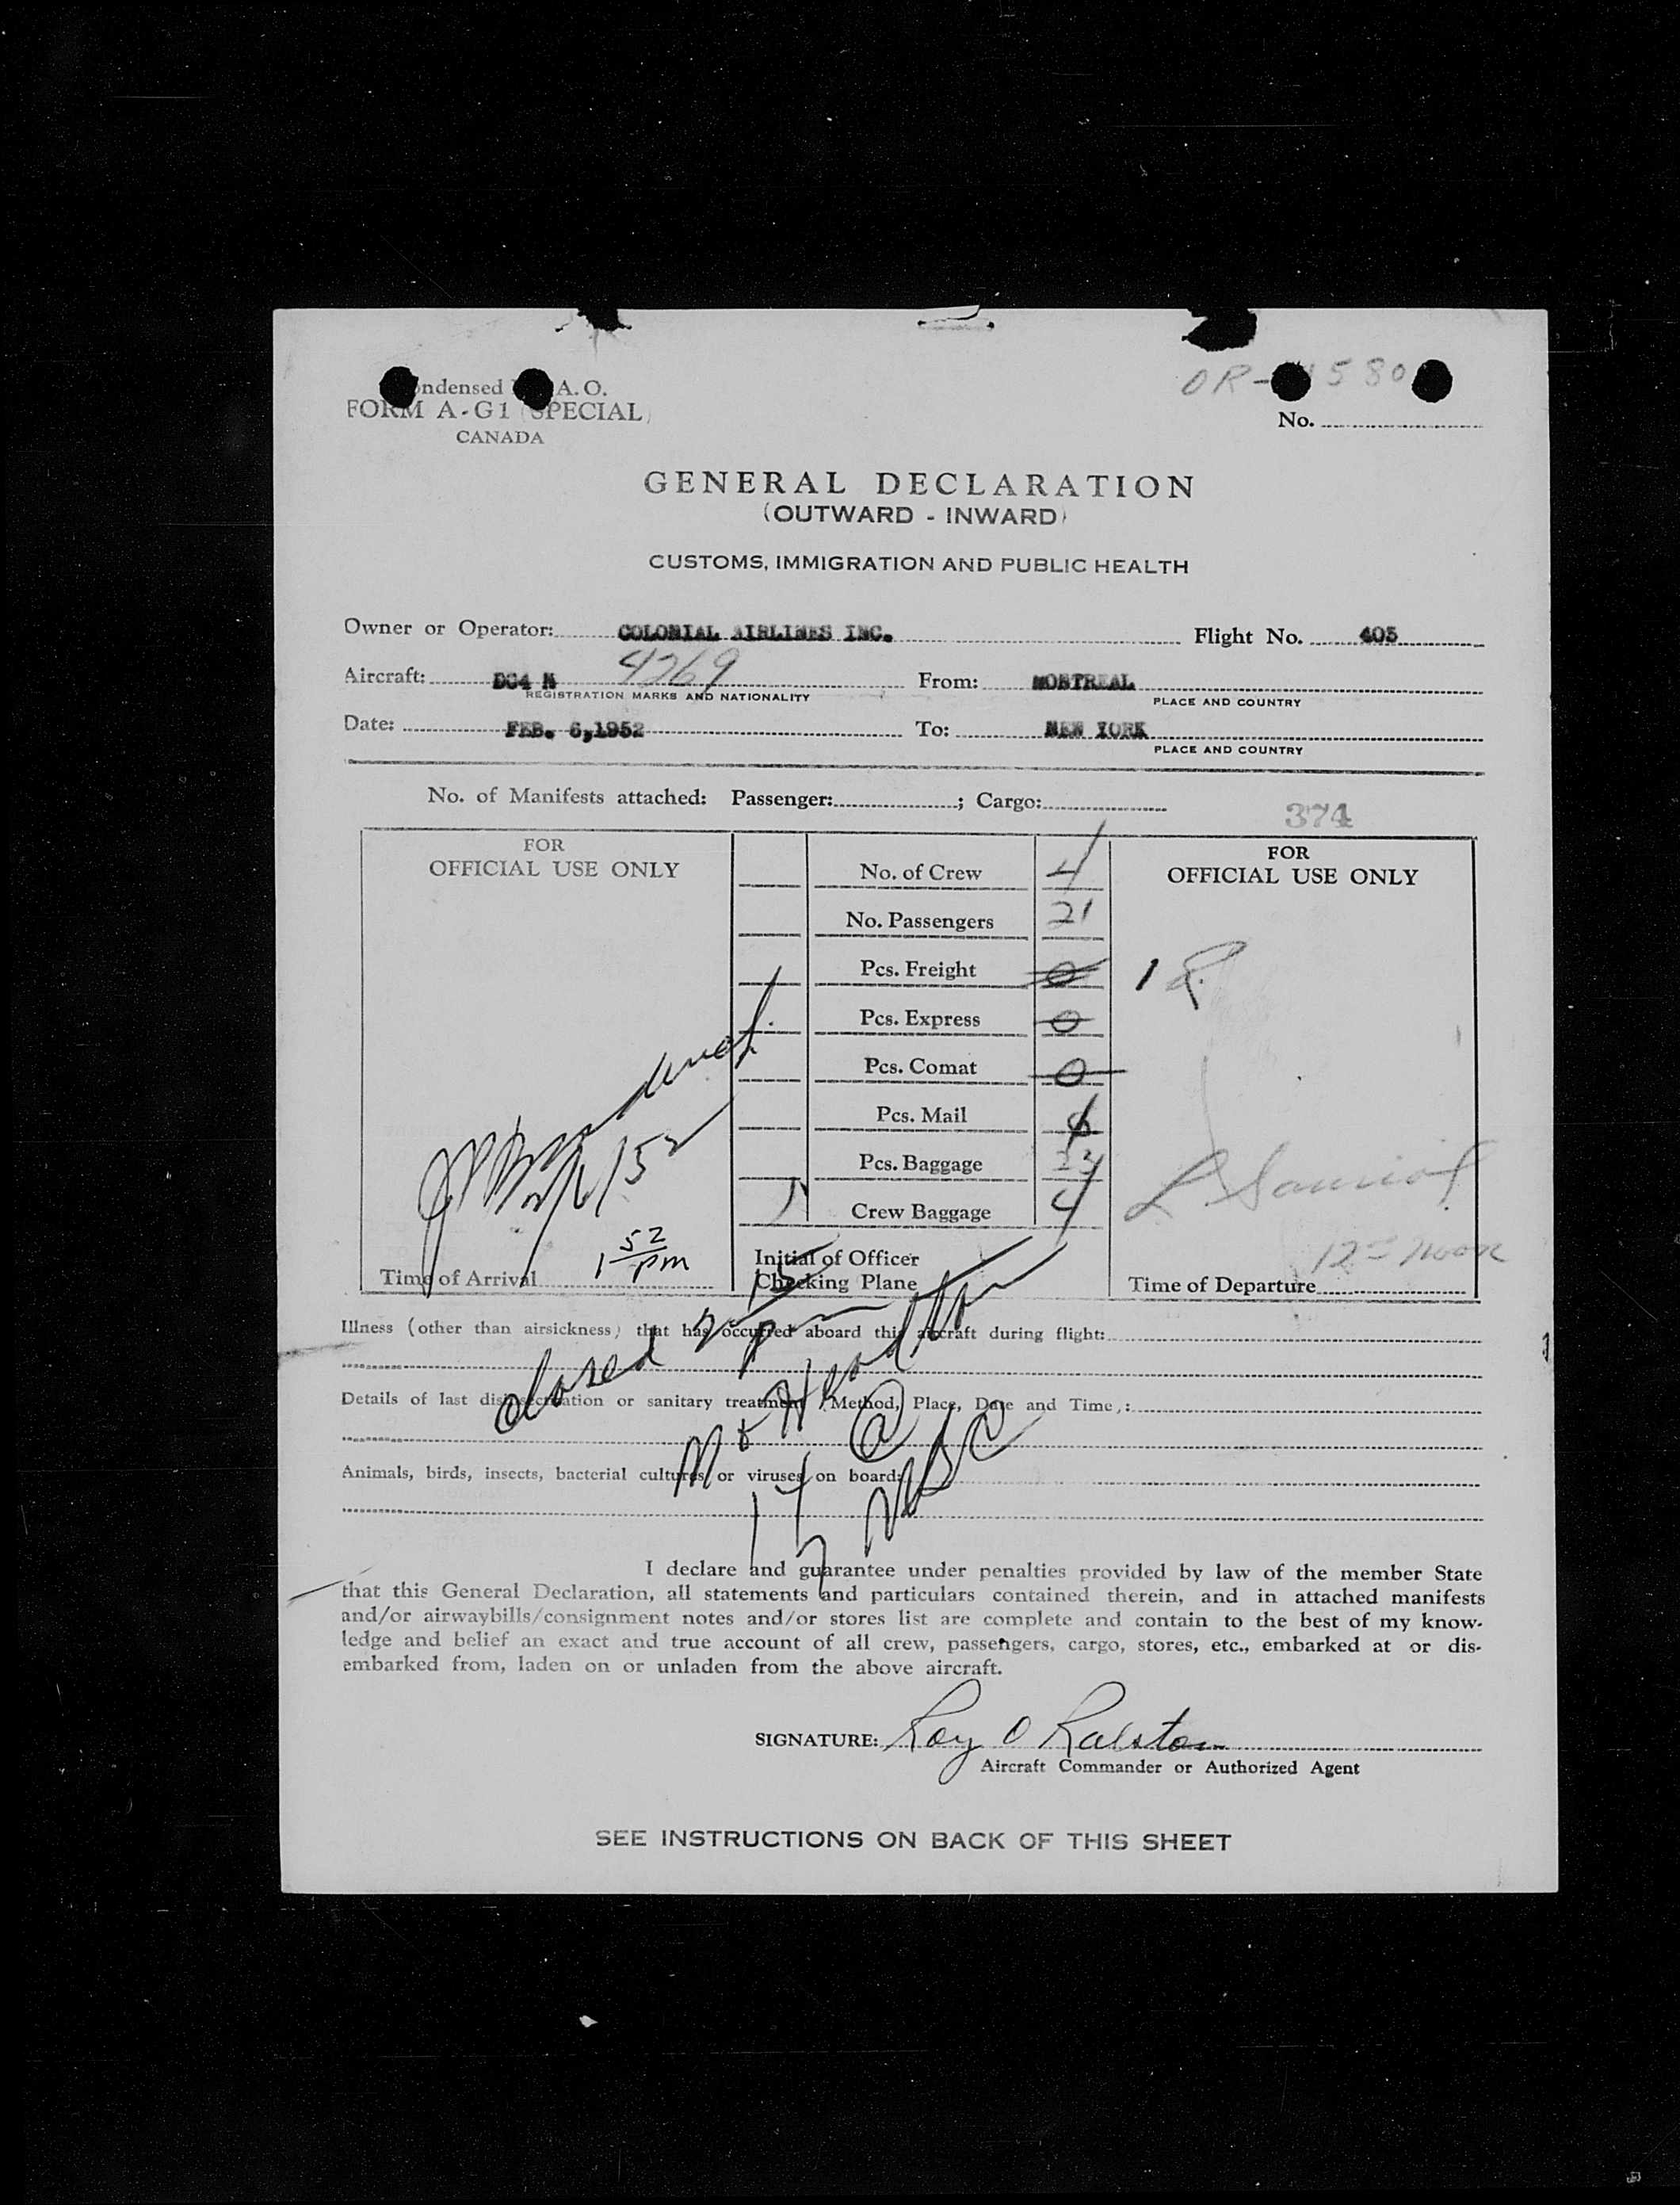 ndensed A.O.
FORM A-G1 (SPECIAL)
CANADA
OR- 580
No.
GENERAL DECLARATION
(OUTWARD - INWARD)
CUSTOMS, IMMIGRATION AND PUBLIC HEALTH
Owner or Operator: COLONIAL AIRLINES INC. Flight No. 405
Aircraft: DC4 N 4269 From: MONTREAL
REGISTRATION MARKS AND NATIONALITY PLACE AND COUNTRY
Date: FEB. 6,1952 To: NEW YORK
PLACE AND COUNTRY
No. of Manifests attached: Passenger: ; Cargo:
374
FOR
OFFICIAL USE ONLY
No. of Crew 4
No. Passengers 21
Pcs. Freight 0
Pcs. Express 0
Pcs. Comat 0
Pcs. Mail
Pcs. Baggage
Crew Baggage 4
Initial of Officer
Checking Plane
Time of Arrival 1 52 pm
FOR
OFFICIAL USE ONLY
12 noon
Time of Departure
Illness (other than airsickness) that has occurred aboard this aircraft during flight:
closed
Details of last disinsectization or sanitary treatment (Method, Place, Date and Time):
Animals, birds, insects, bacterial cultures or viruses on board:
I declare and guarantee under penalties provided by law of the member State
that this General Declaration, all statements and particulars contained therein, and in attached manifests
and/or airwaybills/consignment notes and/or stores list are complete and contain to the best of my know-
ledge and belief an exact and true account of all crew, passengers, cargo, stores, etc., embarked at or dis-
embarked from, laden on or unladen from the above aircraft.
SIGNATURE: Roy O Ralston
Aircraft Commander or Authorized Agent
SEE INSTRUCTIONS ON BACK OF THIS SHEET